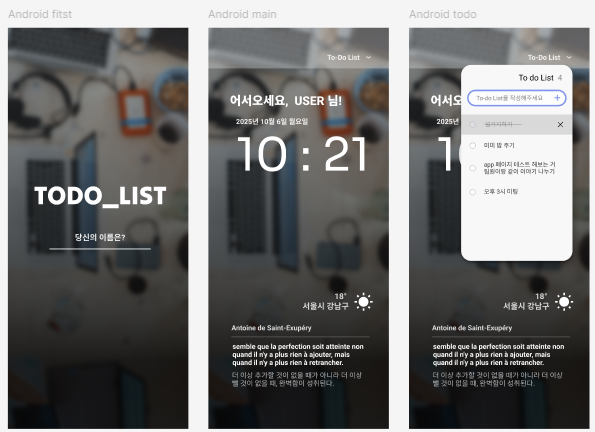 Android fitst
TODO_LIST
당신의 이름은?
Android main
To-Do List
어서오세요, USER 님!
2025년 10월 6일 월요일
10 : 21
18°
서울시 강남구
Antoine de Saint-Exupéry
semble que la perfection soit atteinte non
quand il n'y a plus rien à ajouter, mais
quand il n'y a plus rien à retrancher.
더 이상 추가할 것이 없을 때가 아니라 더 이상
뺄 것이 없을 때, 완벽함이 성취된다.
Android todo
To-Do List
어서오
2025년
1
To do List 4
To-do List을 작성해주세요
이미 밥 주기
app 페이지 테스트 해보는 거
팀원이랑 같이 이야기 나누기
오후 3시 미팅
18°
서울시 강남구
Antoine de Saint-Exupéry
semble que la perfection soit atteinte non
quand il n'y a plus rien à ajouter, mais
quand il n'y a plus rien à retrancher.
더 이상 추가할 것이 없을 때가 아니라 더 이상
뺄 것이 없을 때, 완벽함이 성취된다.